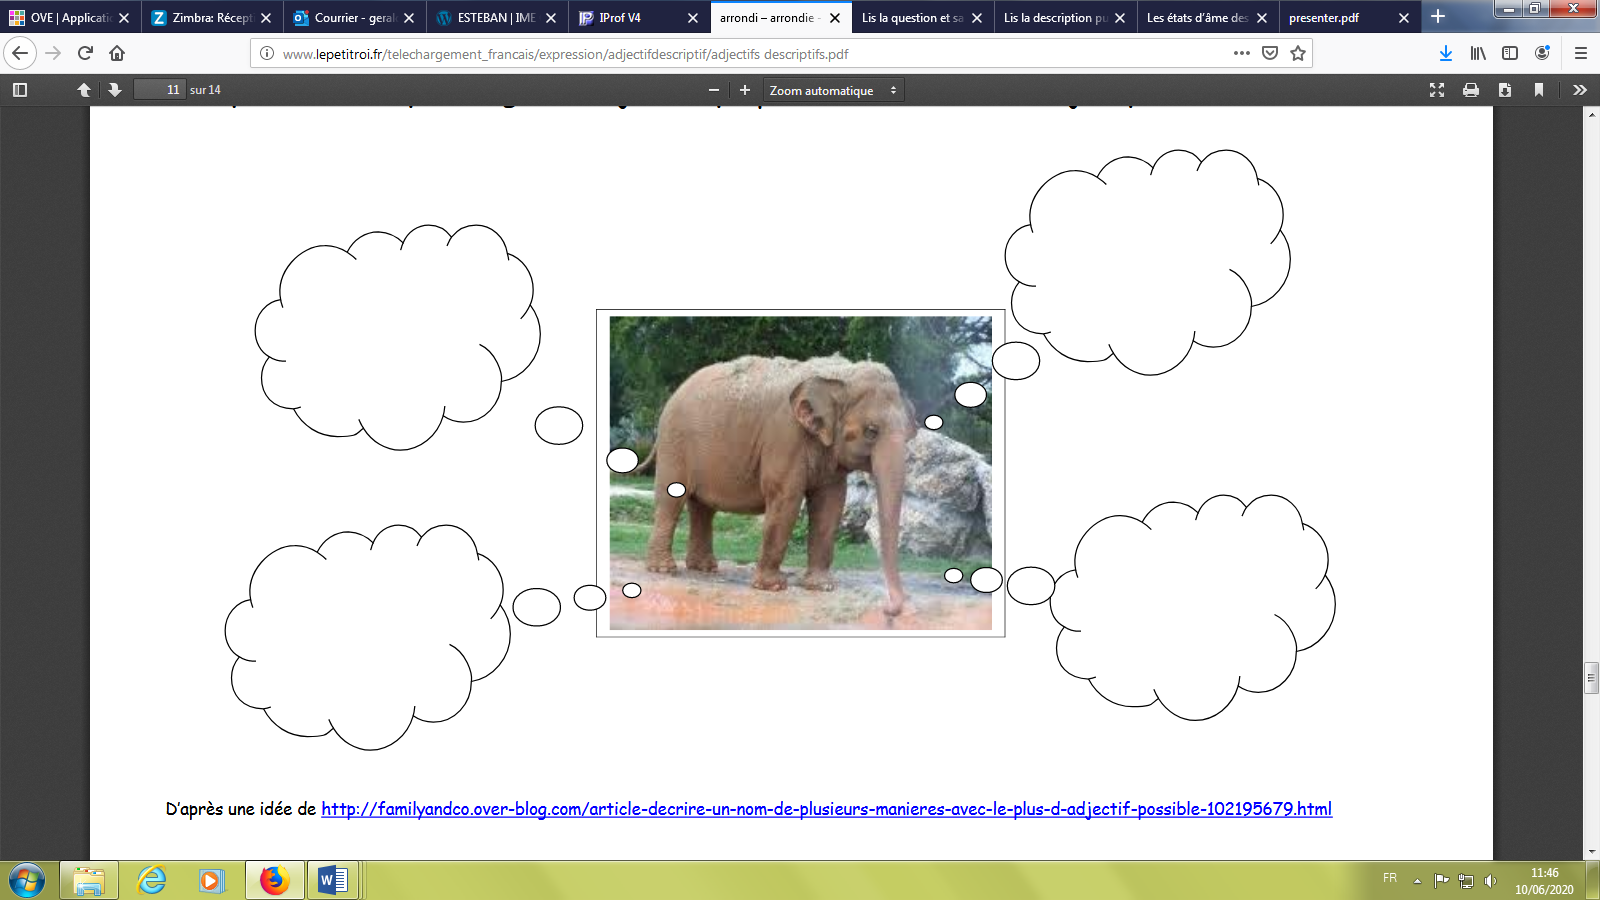 OVE | Applicatio
Zimbra: Récept
Courrier - geral
ESTEBAN | IME
IProf V4
arrondi – arrondie -
Lis la question et sa
Lis la description pu
Les états d'âme des
presenter.pdf
www.lepetitroi.fr/telechargement_francais/expression/adjectifdescriptif/adjectifs descriptifs.pdf
11 sur 14
Zoom automatique
D'après une idée de http://familyandco.over-blog.com/article-decrire-un-nom-de-plusieurs-manieres-avec-le-plus-d-adjectif-possible-102195679.html
FR
11:46
10/06/2020